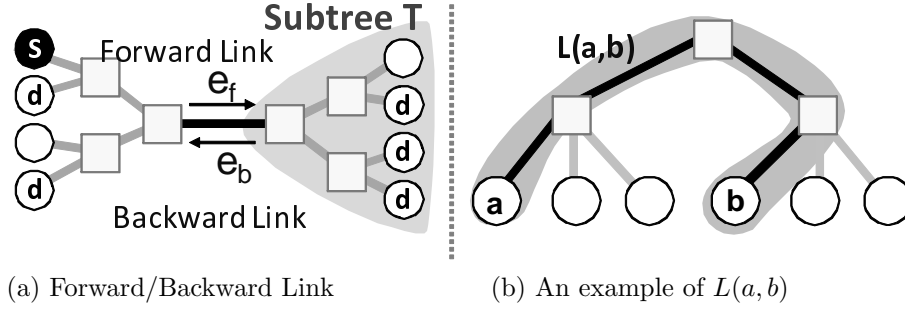 Subtree T
S
Forward Link
d
e_f
d
e_b
d
d
d
Backward Link
L(a,b)
a
b
(a) Forward/Backward Link
(b) An example of L(a, b)